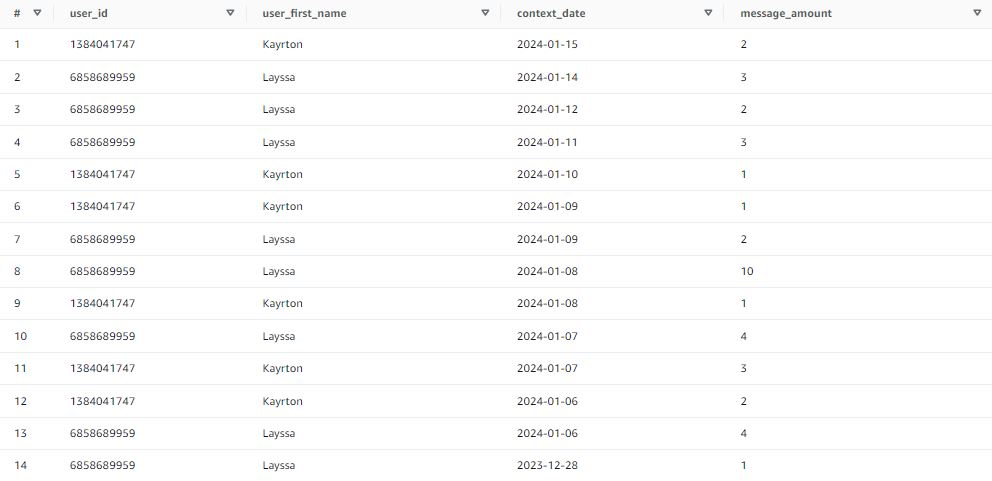 # user_id user_first_name context_date message_amount
1 1384041747 Kayrton 2024-01-15 2
2 6858689959 Layssa 2024-01-14 3
3 6858689959 Layssa 2024-01-12 2
4 6858689959 Layssa 2024-01-11 3
5 1384041747 Kayrton 2024-01-10 1
6 1384041747 Kayrton 2024-01-09 1
7 6858689959 Layssa 2024-01-09 2
8 6858689959 Layssa 2024-01-08 10
9 1384041747 Kayrton 2024-01-08 1
10 6858689959 Layssa 2024-01-07 4
11 1384041747 Kayrton 2024-01-07 3
12 1384041747 Kayrton 2024-01-06 2
13 6858689959 Layssa 2024-01-06 4
14 6858689959 Layssa 2023-12-28 1